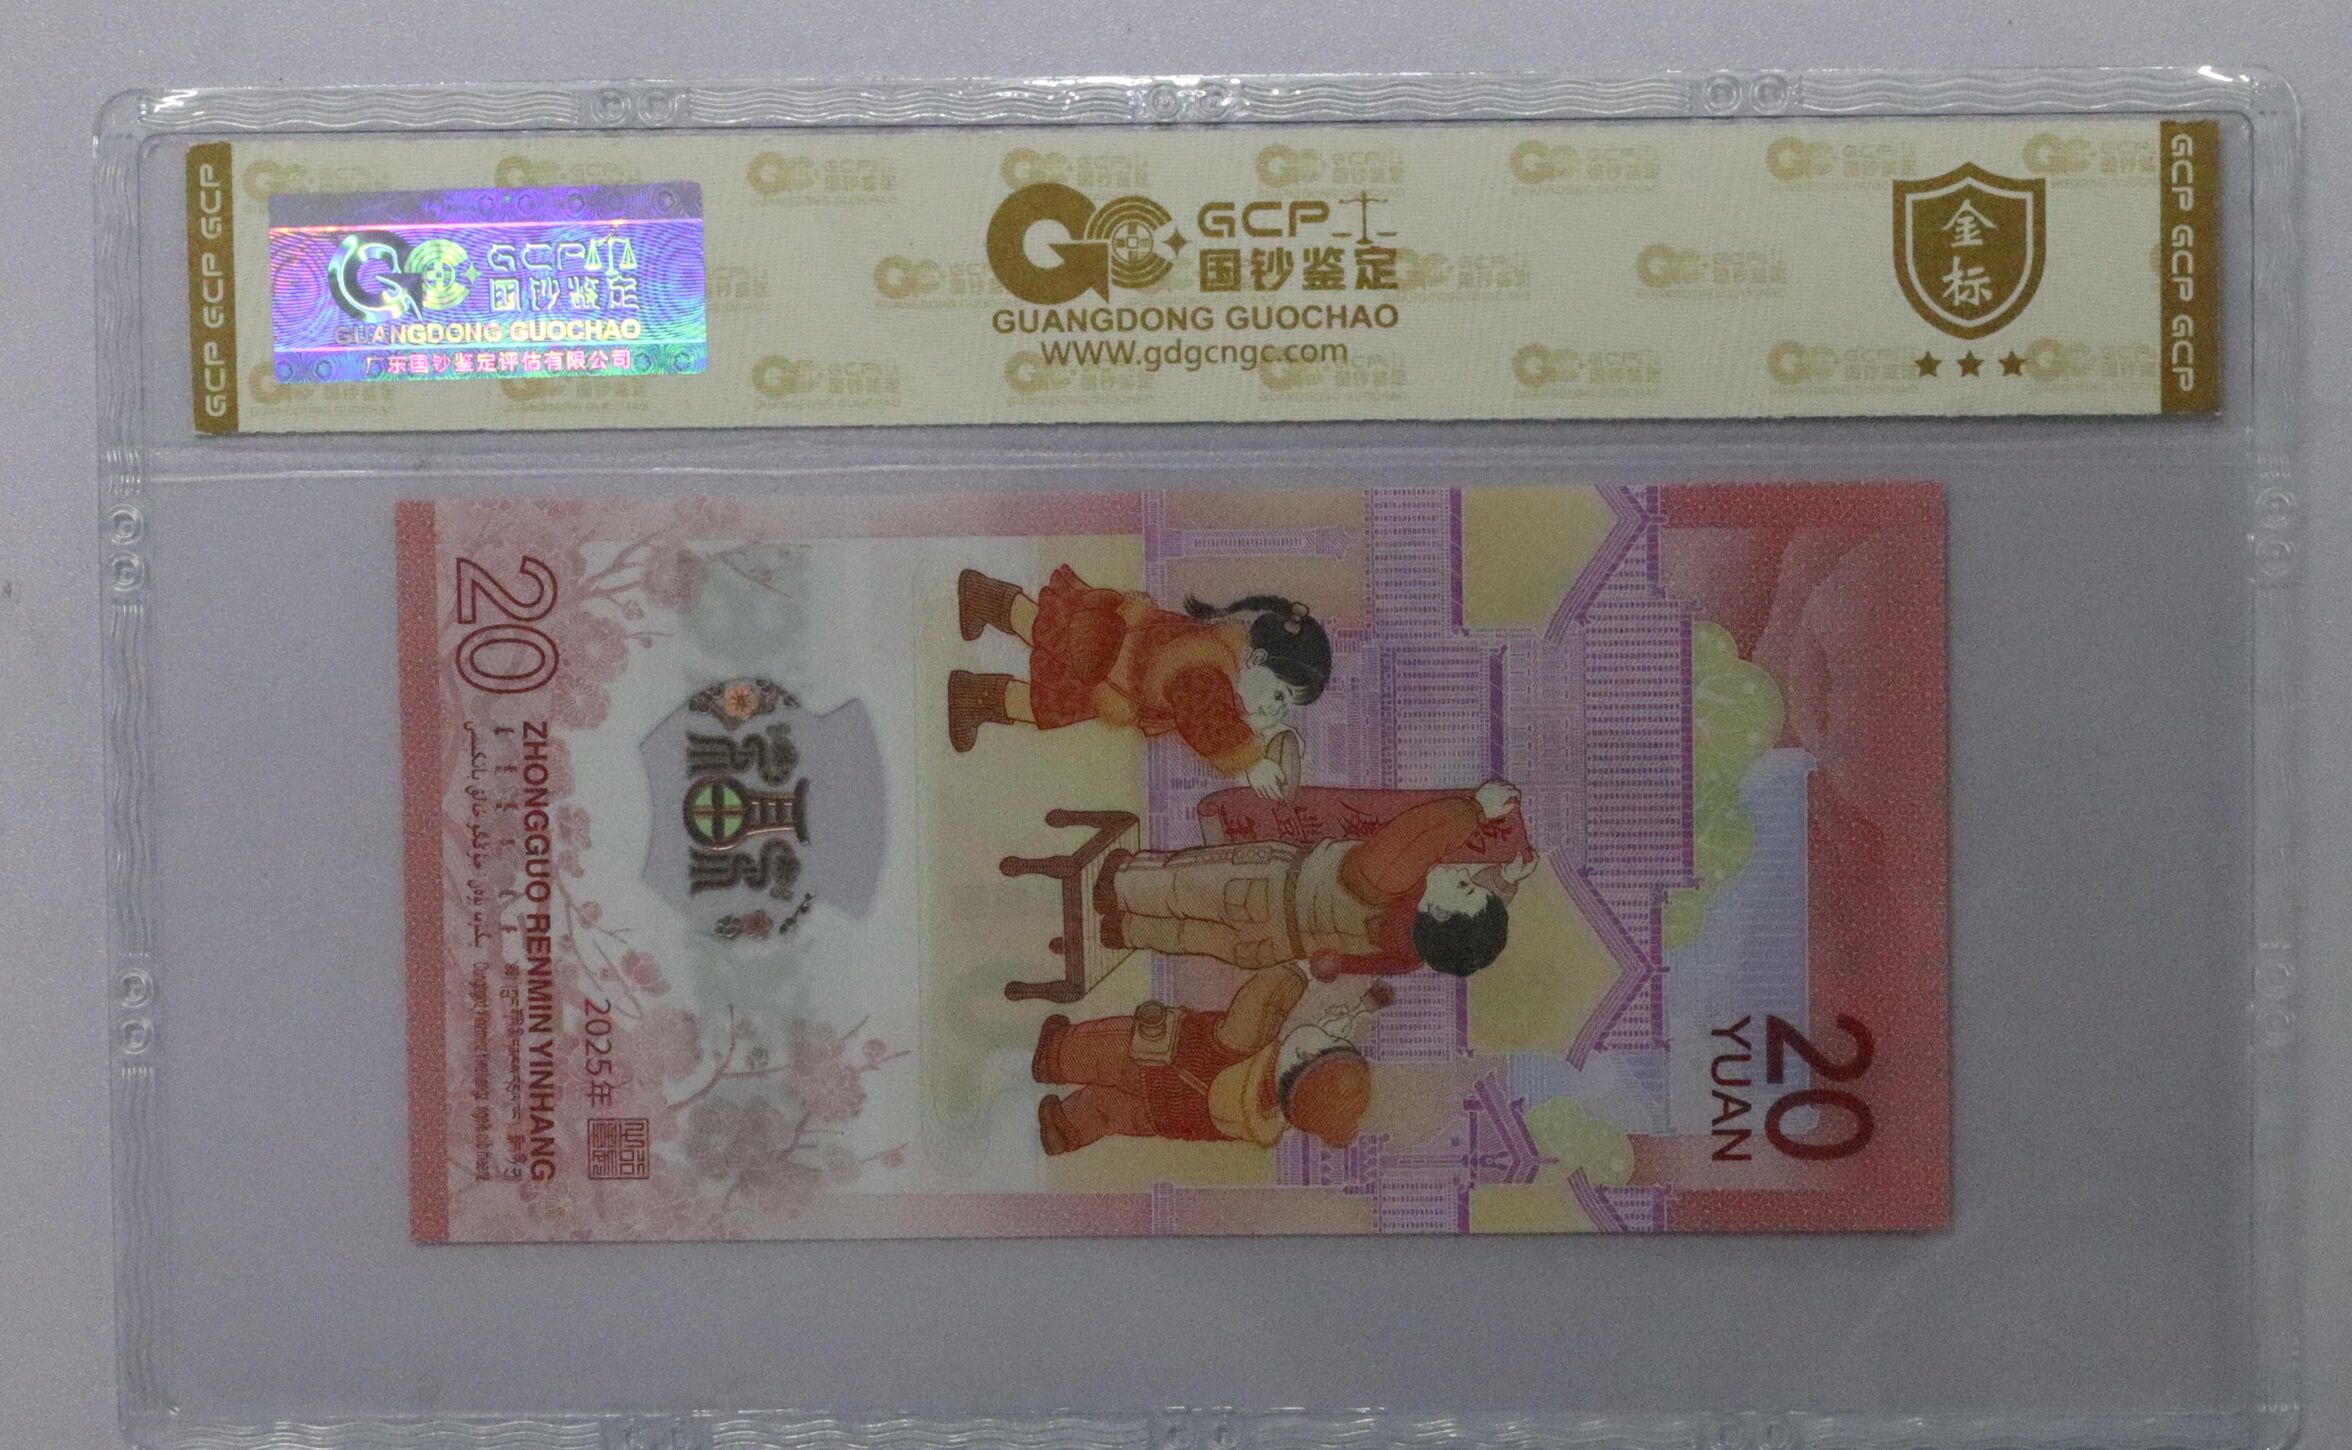 GCP
国钞鉴定
GUANGDONG GUOCHAO
广东国钞鉴定评估有限公司
GCP
国钞鉴定
GUANGDONG GUOCHAO
WWW.gdgcngc.com
金
标
GCP GCP GCP
GCP GCP GCP
20
YUAN
2025年
ZHONGGUO RENMIN YINHANG
20